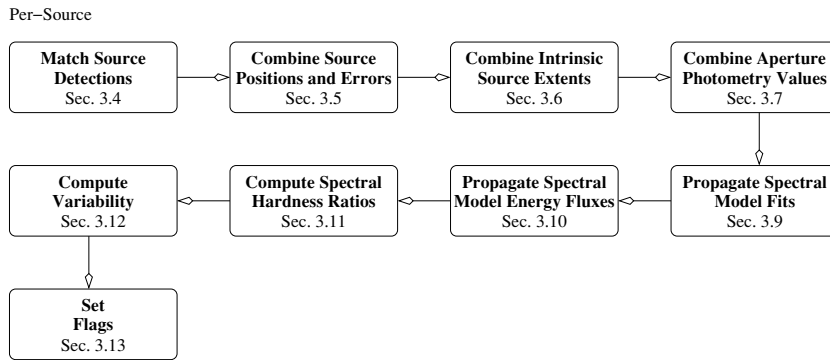 Per−Source
Match Source
Detections
Sec. 3.4
Combine Source
Positions and Errors
Sec. 3.5
Combine Intrinsic
Source Extents
Sec. 3.6
Combine Aperture
Photometry Values
Sec. 3.7
Compute
Variability
Sec. 3.12
Compute Spectral
Hardness Ratios
Sec. 3.11
Propagate Spectral
Model Energy Fluxes
Sec. 3.10
Propagate Spectral
Model Fits
Sec. 3.9
Set
Flags
Sec. 3.13